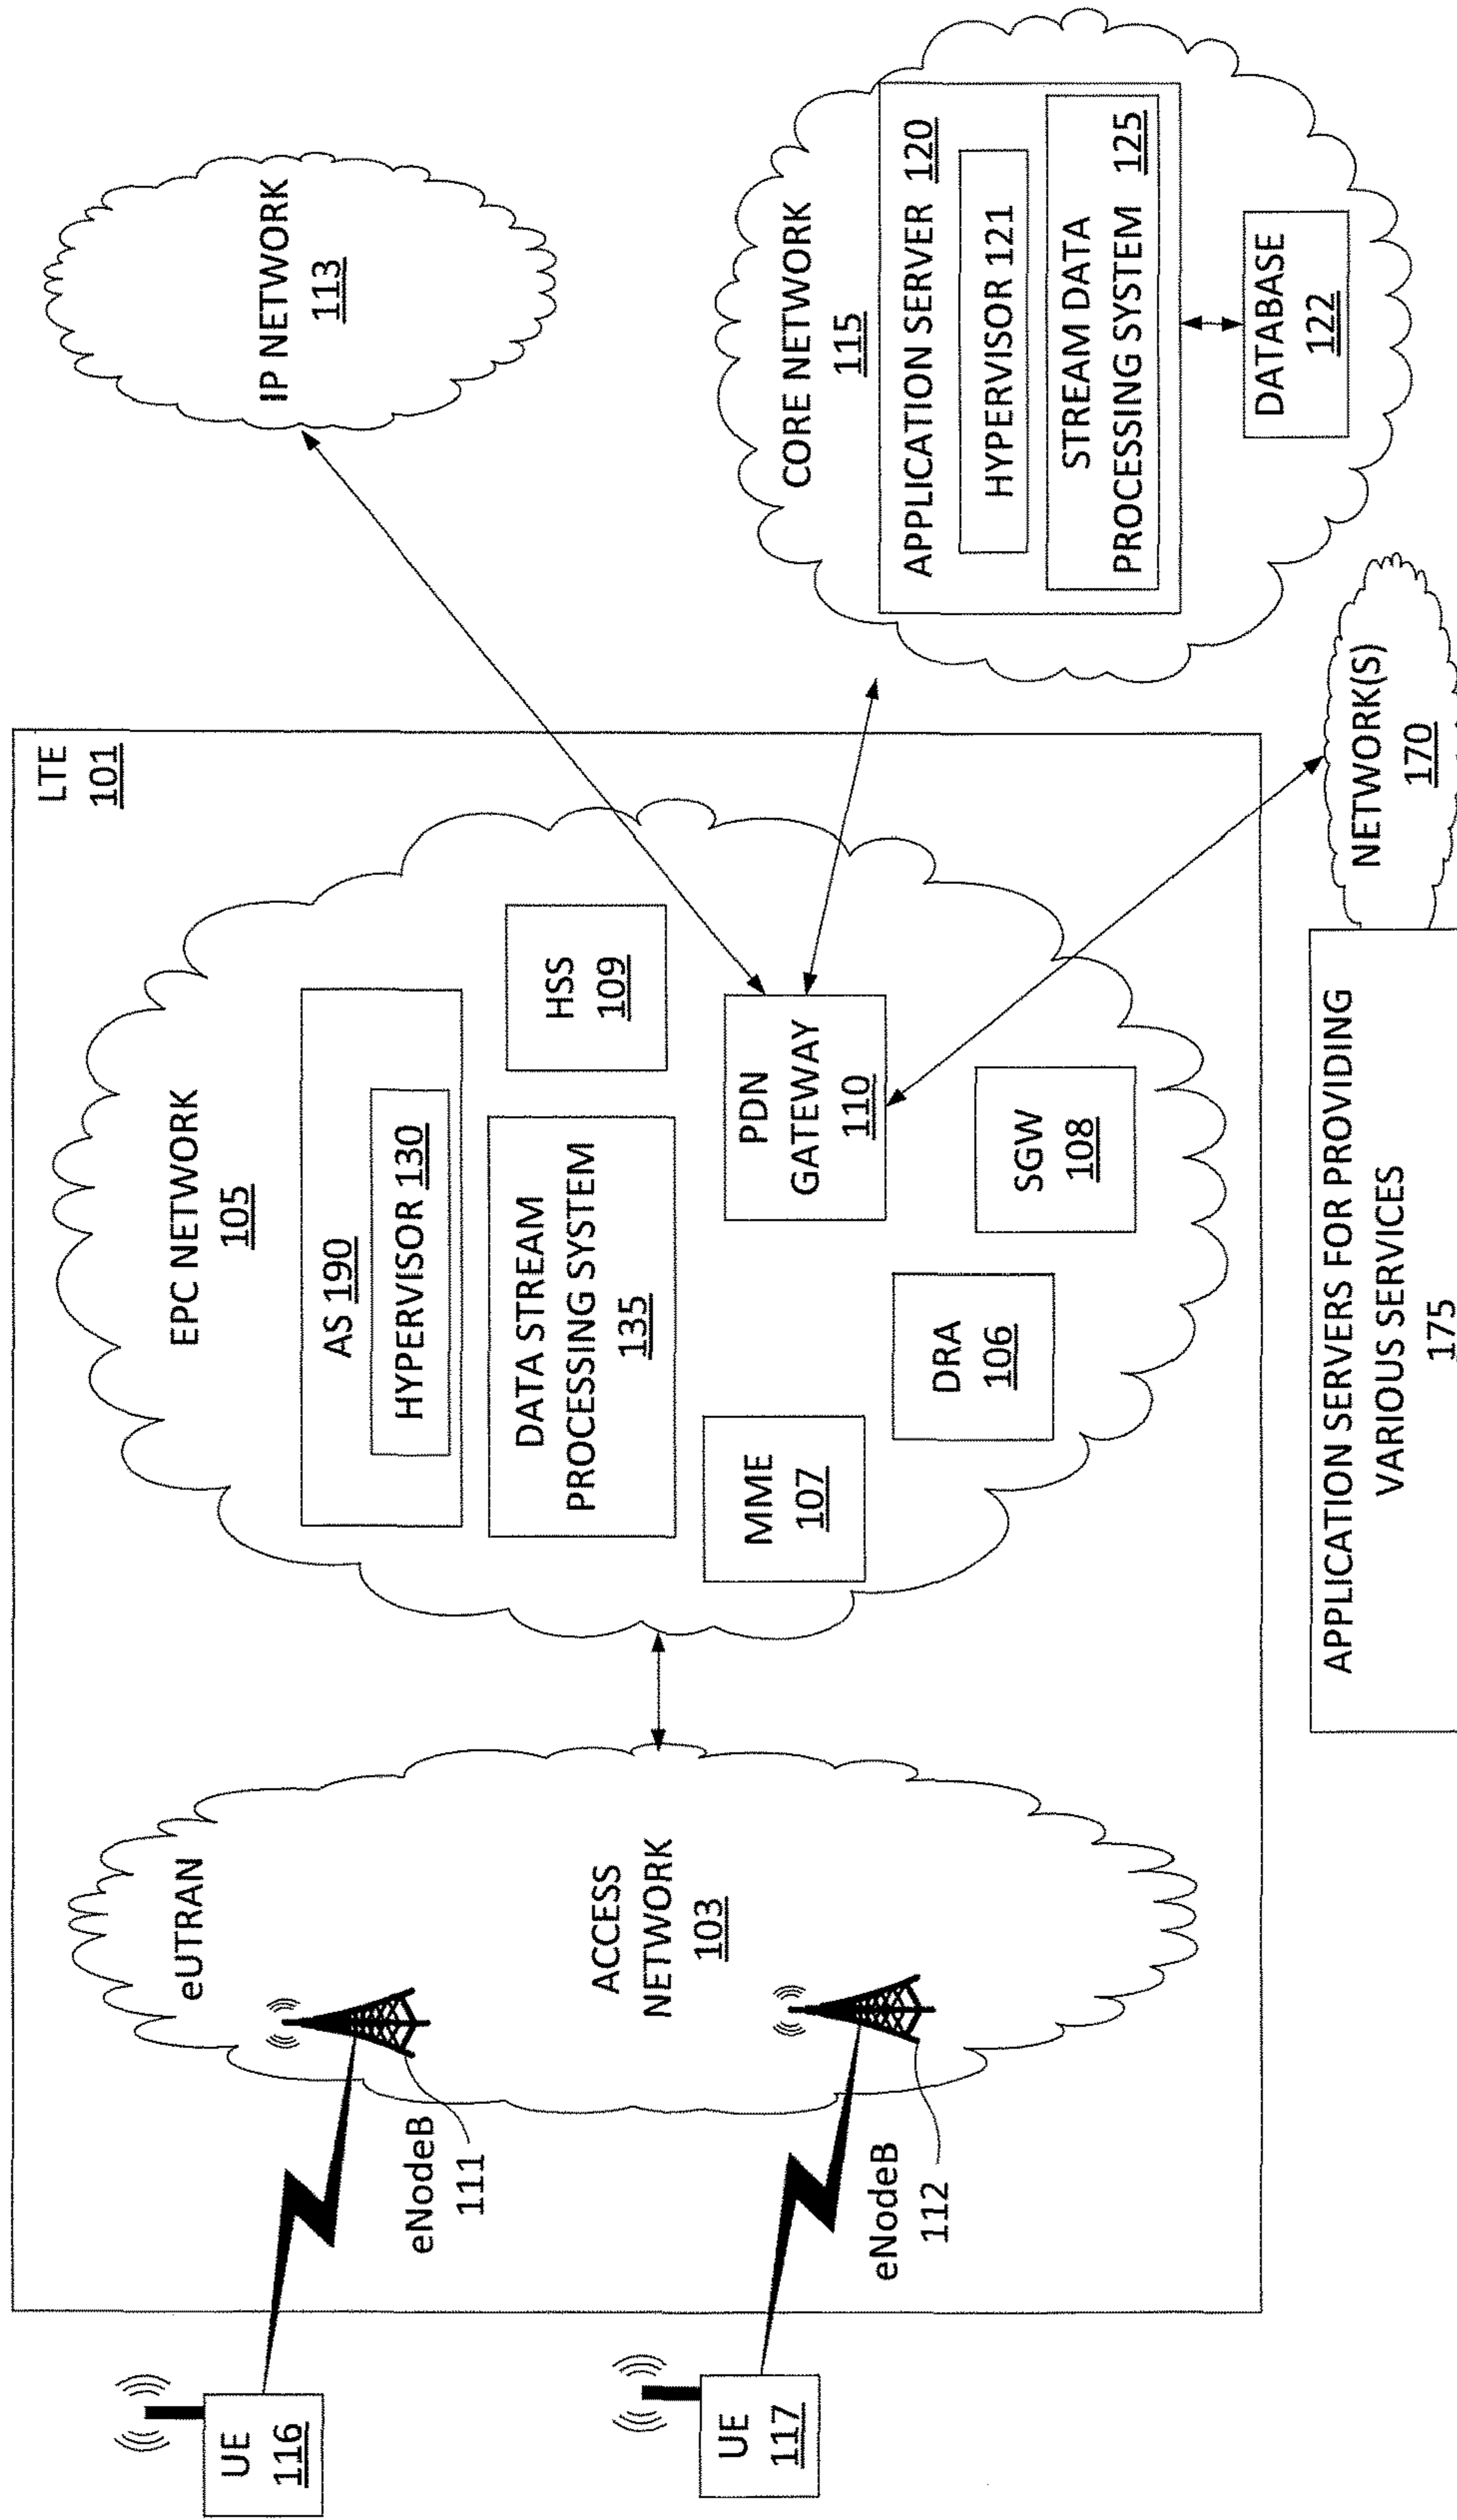 LTE
101
UE
116
UE
117
eNodeB
111
eNodeB
112
eUTRAN
ACCESS
NETWORK
103
EPC NETWORK
105
AS 190
HYPERVISOR 130
DATA STREAM
PROCESSING SYSTEM
135
HSS
109
MME
107
PDN
GATEWAY
110
DRA
106
SGW
108
IP NETWORK
113
CORE NETWORK
115
APPLICATION SERVER 120
HYPERVISOR 121
STREAM DATA
PROCESSING SYSTEM 125
DATABASE
122
NETWORK(S)
170
APPLICATION SERVERS FOR PROVIDING
VARIOUS SERVICES
175